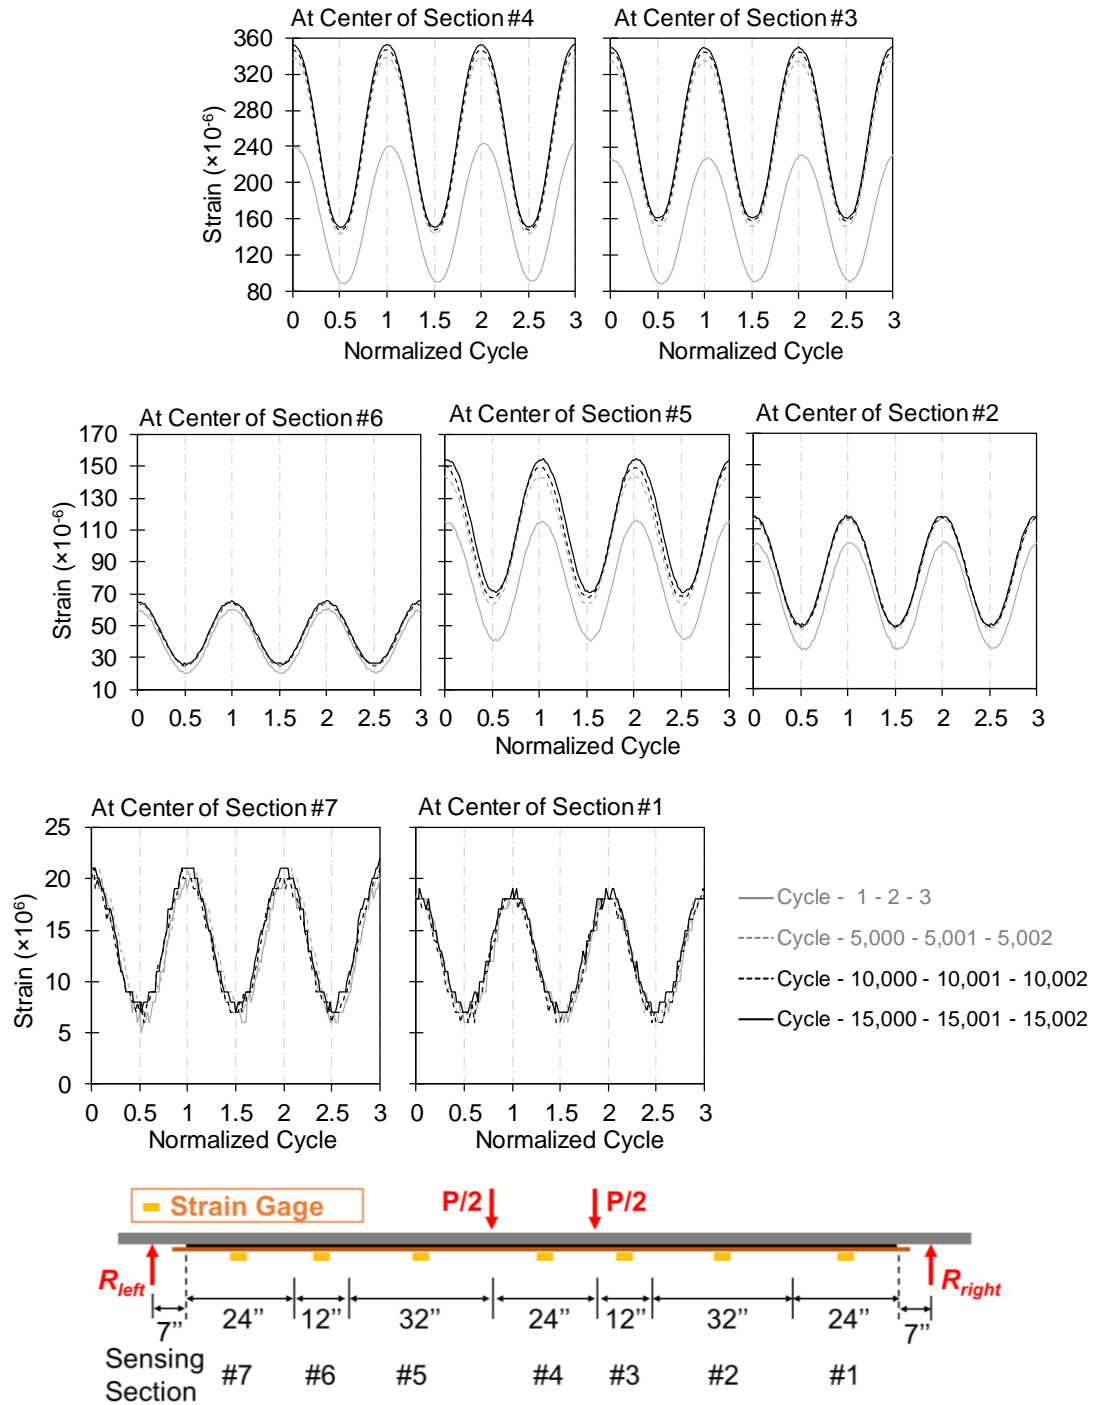 At Center of Section #4
At Center of Section #3
360
320
280
240
200
160
120
80
Strain (×10-6)
0 0.5 1 1.5 2 2.5 3
0 0.5 1 1.5 2 2.5 3
Normalized Cycle
Normalized Cycle
At Center of Section #6
At Center of Section #5
At Center of Section #2
170
150
130
110
90
70
50
30
10
Strain (×10-6)
0 0.5 1 1.5 2 2.5 3
0 0.5 1 1.5 2 2.5 3
0 0.5 1 1.5 2 2.5 3
Normalized Cycle
At Center of Section #7
At Center of Section #1
25
20
15
10
5
0
Strain (×106)
0 0.5 1 1.5 2 2.5 3
0 0.5 1 1.5 2 2.5 3
Normalized Cycle
Normalized Cycle
Cycle - 1 - 2 - 3
Cycle - 5,000 - 5,001 - 5,002
Cycle - 10,000 - 10,001 - 10,002
Cycle - 15,000 - 15,001 - 15,002
Strain Gage
P/2
P/2
Rleft
Rright
7” 24” 12” 32” 24” 12” 32” 24” 7”
Sensing
Section
#7 #6 #5 #4 #3 #2 #1